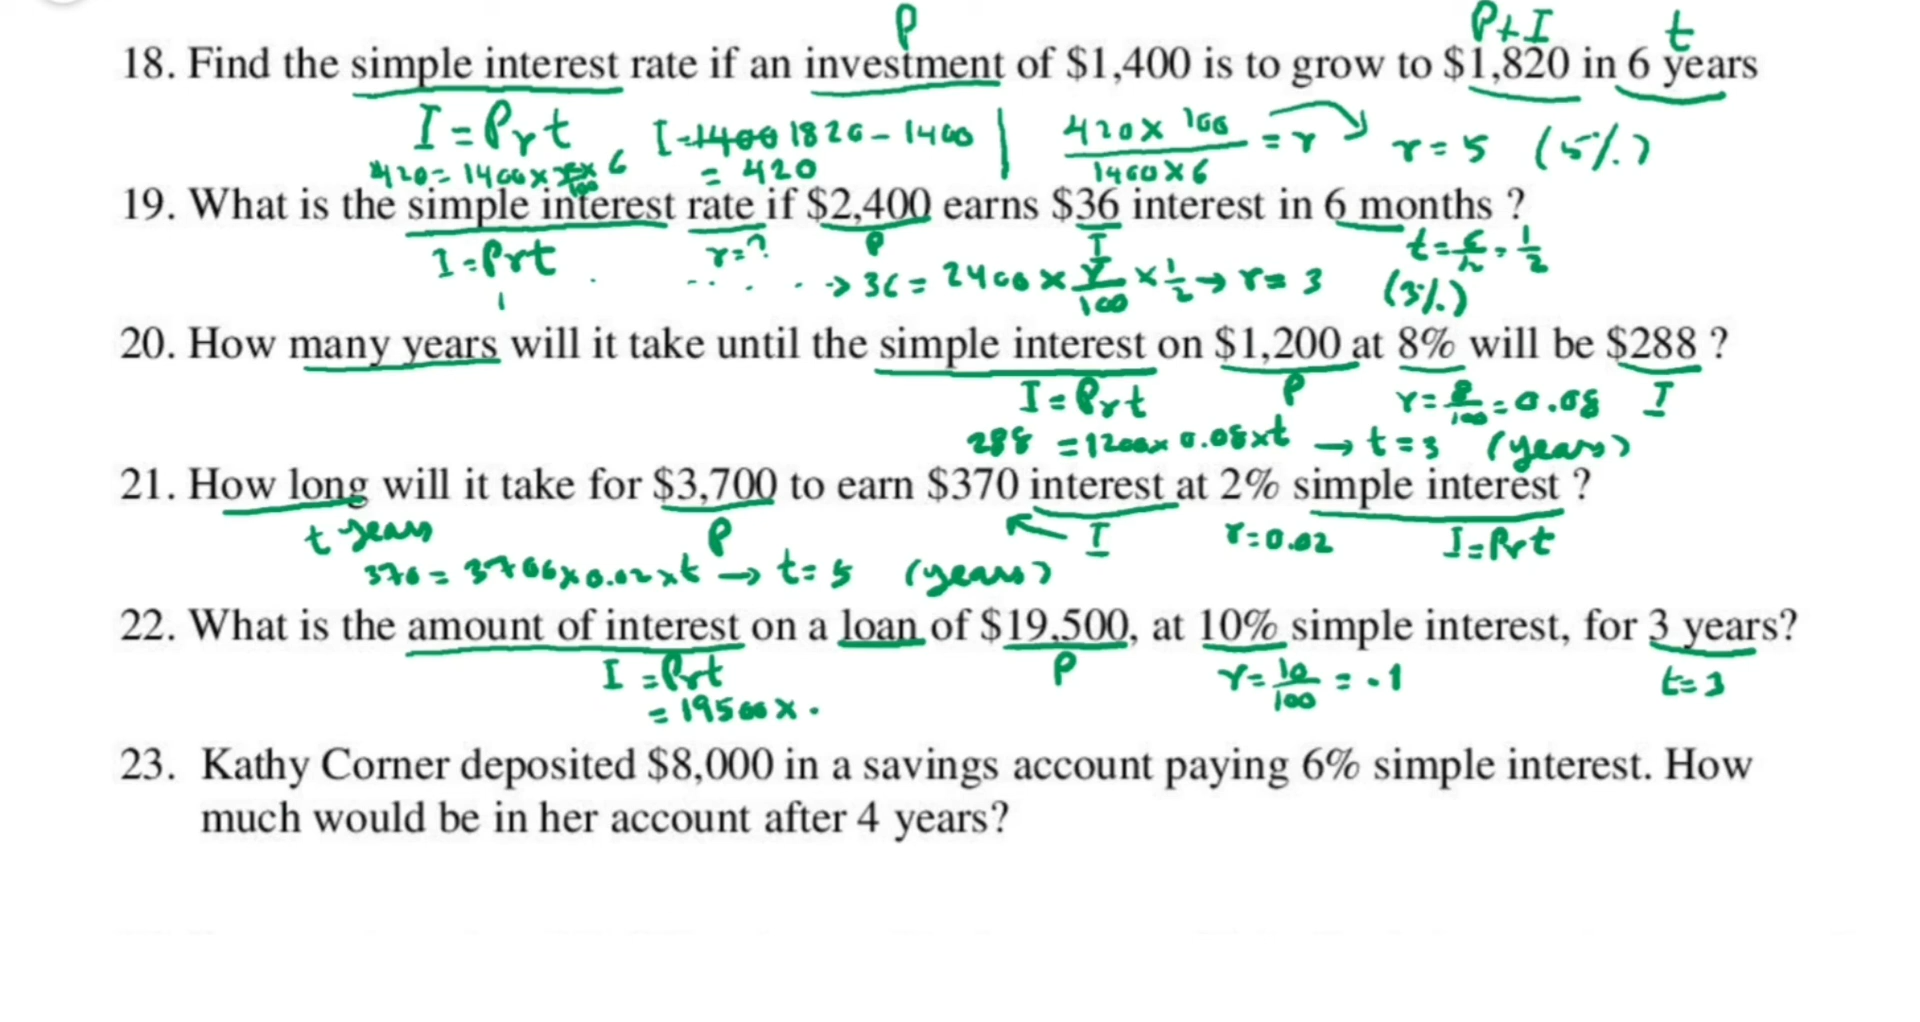 P P+I t
18. Find the simple interest rate if an investment of $1,400 is to grow to $1,820 in 6 years
I = Prt [-1400 1820 - 1400 420 x 100 = r r = 5 (5%)
420 = 1400 x r/100 x 6 = 420 1400 x 6
19. What is the simple interest rate if $2,400 earns $36 interest in 6 months ?
I = Prt r = ? P I t = 6/12 = 1/2
. . . . . -> 36 = 2400 x r/100 x 1/2 -> r = 3 (3%)
20. How many years will it take until the simple interest on $1,200 at 8% will be $288 ?
I = Prt P r = 8/100 = 0.08 I
288 = 1200 x 0.08 x t -> t = 3 (years)
21. How long will it take for $3,700 to earn $370 interest at 2% simple interest ?
t years P I r = 0.02 I = Prt
370 = 3700 x 0.02 x t -> t = 5 (years)
22. What is the amount of interest on a loan of $19,500, at 10% simple interest, for 3 years?
I = Prt P r = 10/100 = .1 t = 3
= 19500 x .
23. Kathy Corner deposited $8,000 in a savings account paying 6% simple interest. How
much would be in her account after 4 years?